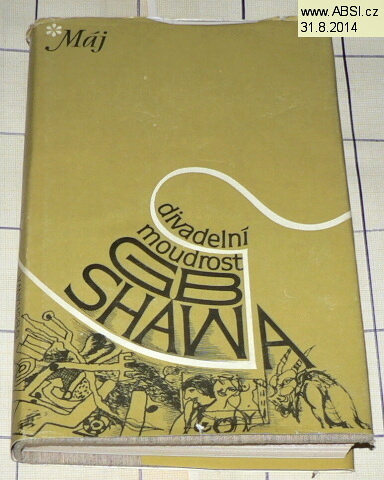 www.ABSI.cz
31.8.2014
Máj
divadelní
moudrost
GB
SHAWA